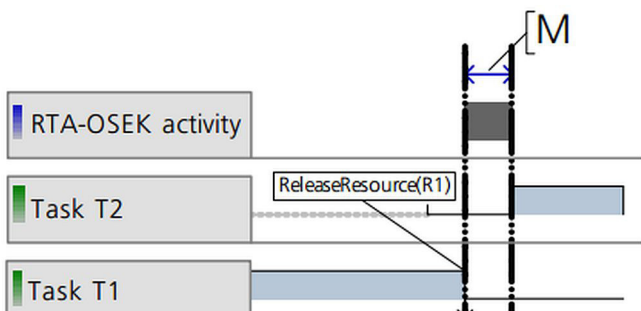 M
RTA-OSEK activity
ReleaseResource(R1)
Task T2
Task T1